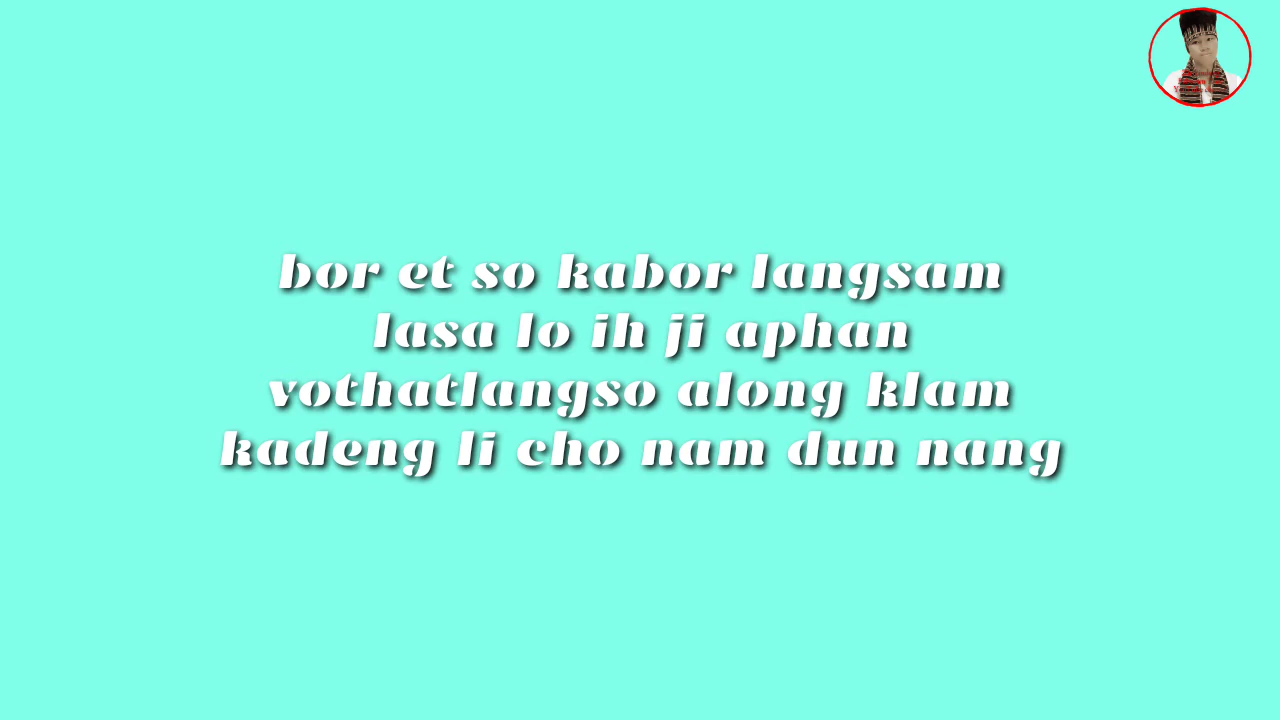 bor et so kabor langsam
lasa lo ih ji aphan
vothatlangso along klam
kadeng li cho nam dun nang